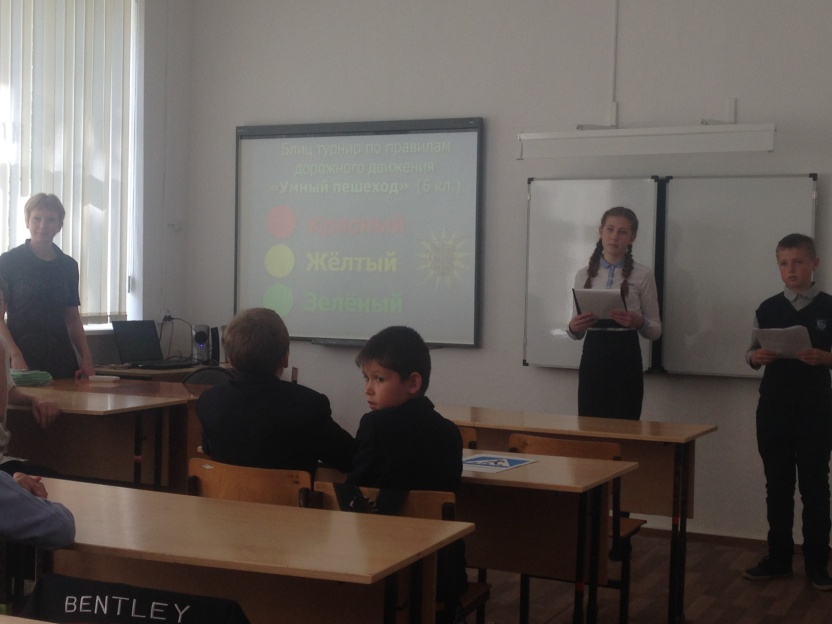 Блиц турнир по правилам
дорожного движения
«Умный пешеход» (6 кл.)
Красный
Жёлтый
Зелёный
BENTLEY